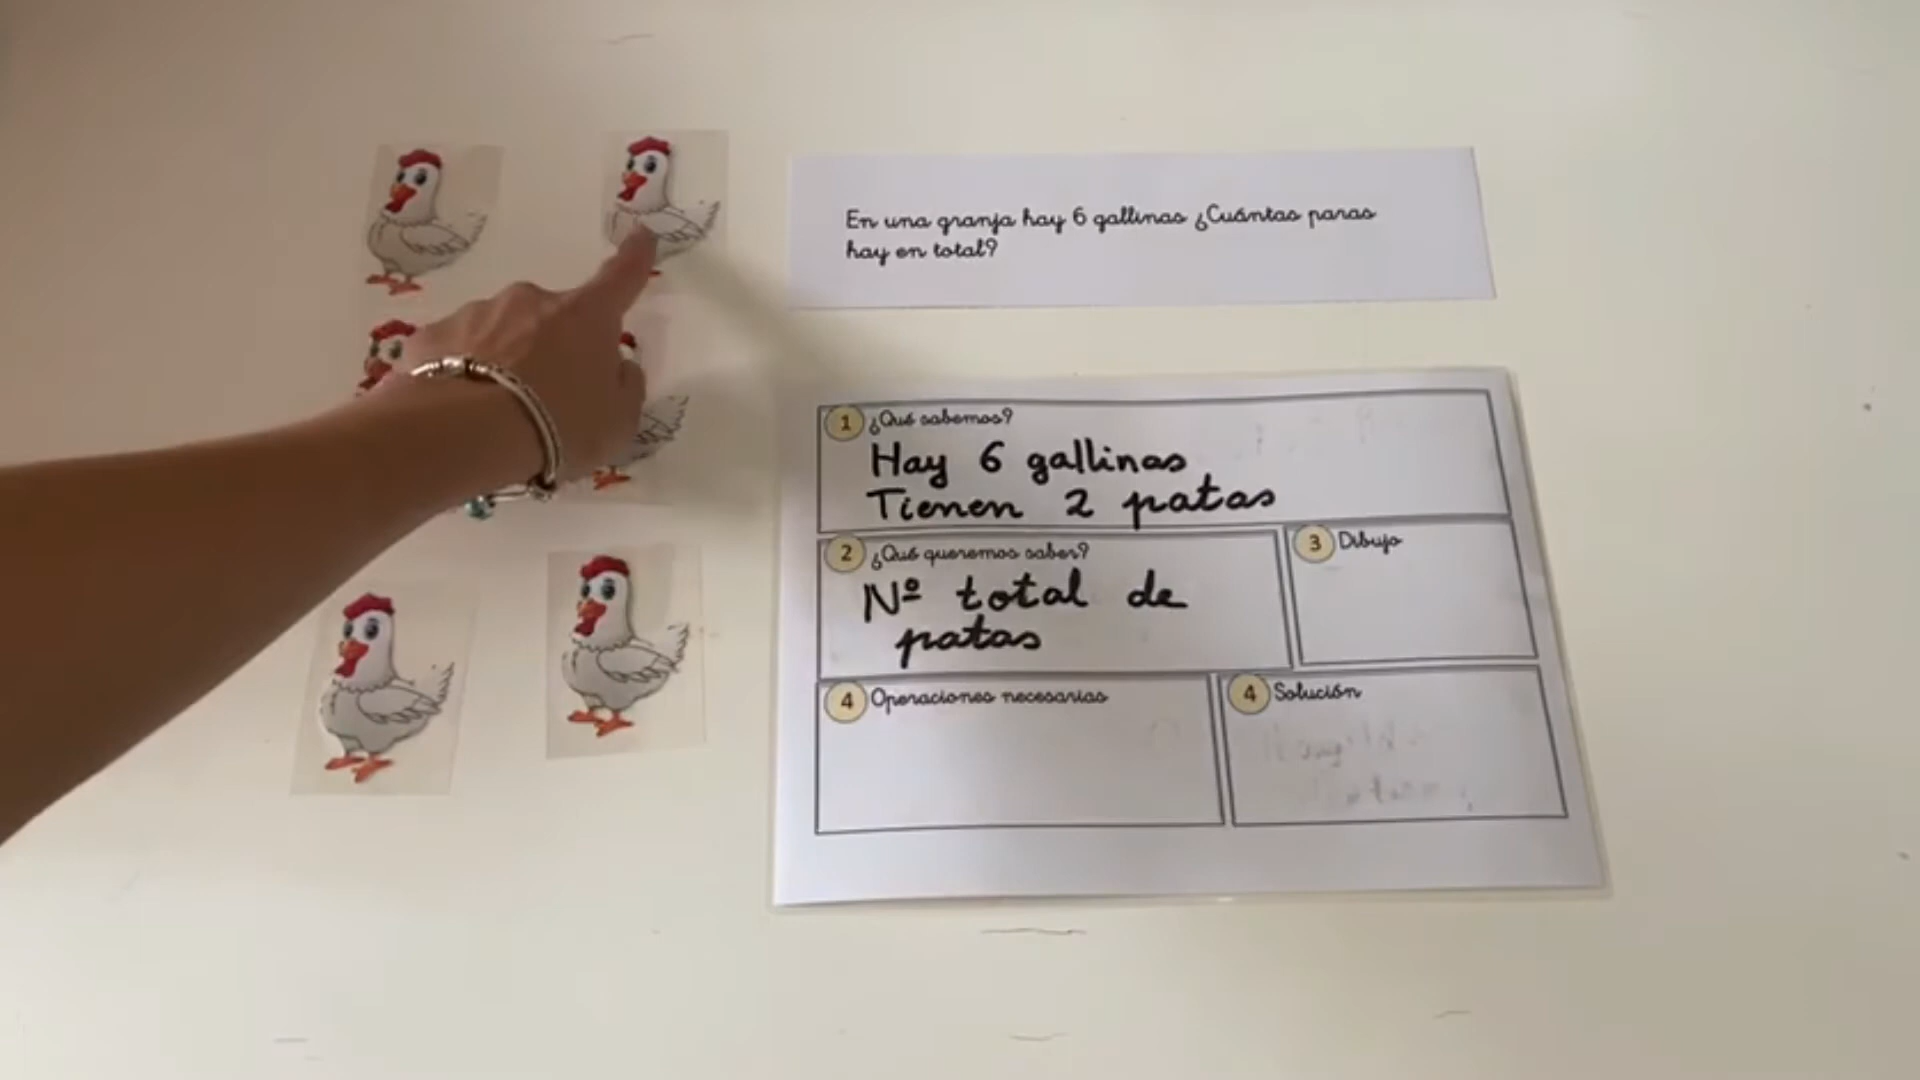 En una granja hay 6 gallinas ¿Cuántas paras
hay en total?
1 ¿Qué sabemos?
Hay 6 gallinas
Tienen 2 patas
2 ¿Qué queremos saber?
Nº total de
patas
3 Dibujo
4 Operaciones necesarias
4 Solución